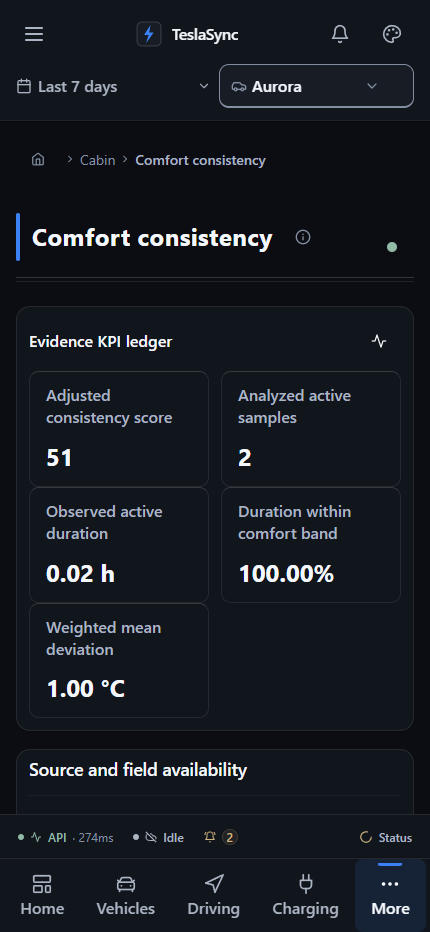 TeslaSync
Last 7 days
Aurora
Cabin
Comfort consistency
Comfort consistency
Evidence KPI ledger
Adjusted
consistency score
51
Analyzed active
samples
2
Observed active
duration
0.02 h
Duration within
comfort band
100.00%
Weighted mean
deviation
1.00 °C
Source and field availability
API · 274ms
Idle
2
Status
Home
Vehicles
Driving
Charging
More